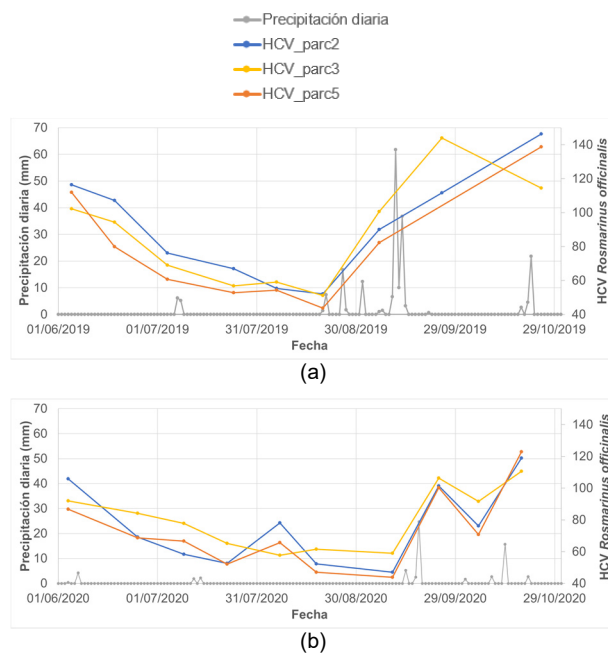 Precipitación diaria
HCV_parc2
HCV_parc3
HCV_parc5
70
60
50
40
30
20
10
0
Precipitación diaria (mm)
140
120
100
80
60
40
HCV Rosmarinus officinalis
01/06/2019 01/07/2019 31/07/2019 30/08/2019 29/09/2019 29/10/2019
Fecha
(a)
70
60
50
40
30
20
10
0
Precipitación diaria (mm)
140
120
100
80
60
40
HCV Rosmarinus officinalis
01/06/2020 01/07/2020 31/07/2020 30/08/2020 29/09/2020 29/10/2020
Fecha
(b)